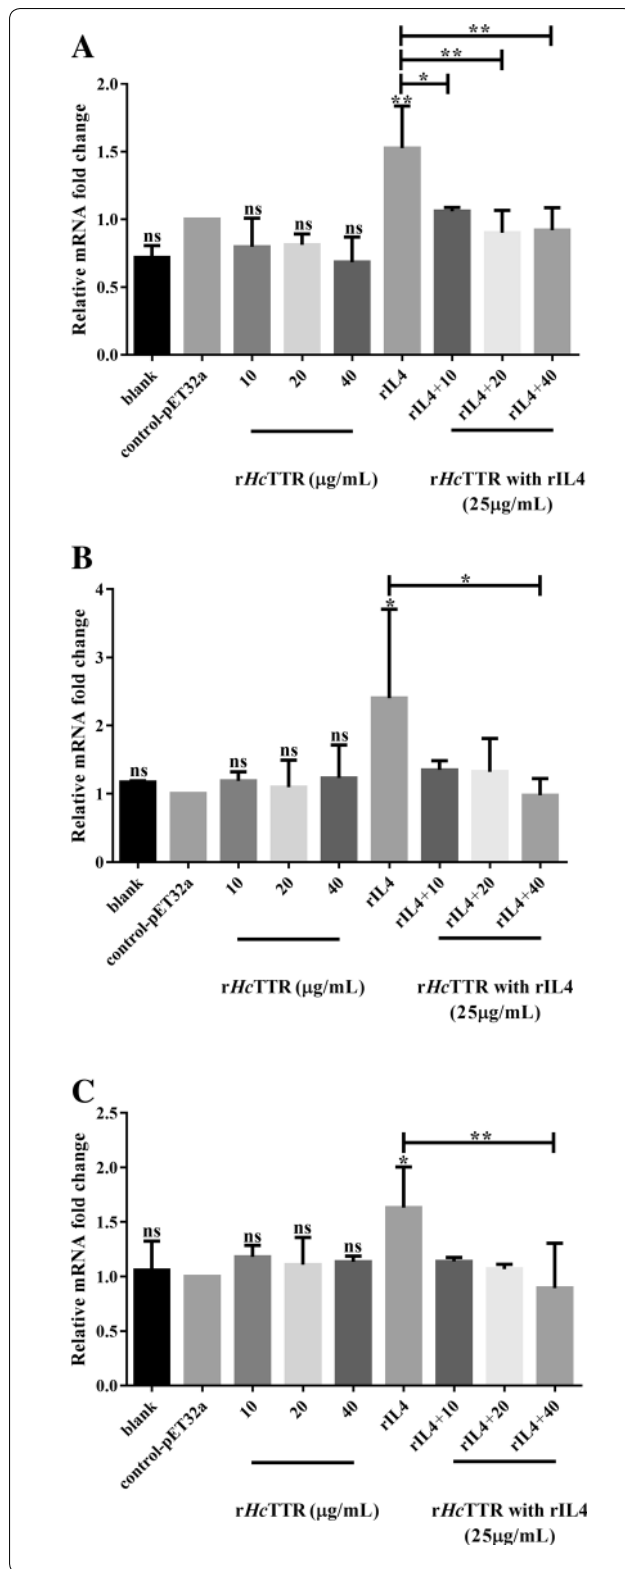 A
** 
** 
* 
** 
Relative mRNA fold change
2.0
1.5
1.0
0.5
0.0
ns
ns
ns
ns
blank
control-pET32a
10
20
40
rIL4
rIL4+10
rIL4+20
rIL4+40
rHcTTR (μg/mL)
rHcTTR with rIL4
(25μg/mL)
B
*
*
Relative mRNA fold change
4
3
2
1
0
ns
ns
ns
ns
blank
control-pET32a
10
20
40
rIL4
rIL4+10
rIL4+20
rIL4+40
rHcTTR (μg/mL)
rHcTTR with rIL4
(25μg/mL)
C
**
*
Relative mRNA fold change
2.5
2.0
1.5
1.0
0.5
0.0
ns
ns
ns
ns
blank
control-pET32a
10
20
40
rIL4
rIL4+10
rIL4+20
rIL4+40
rHcTTR (μg/mL)
rHcTTR with rIL4
(25μg/mL)